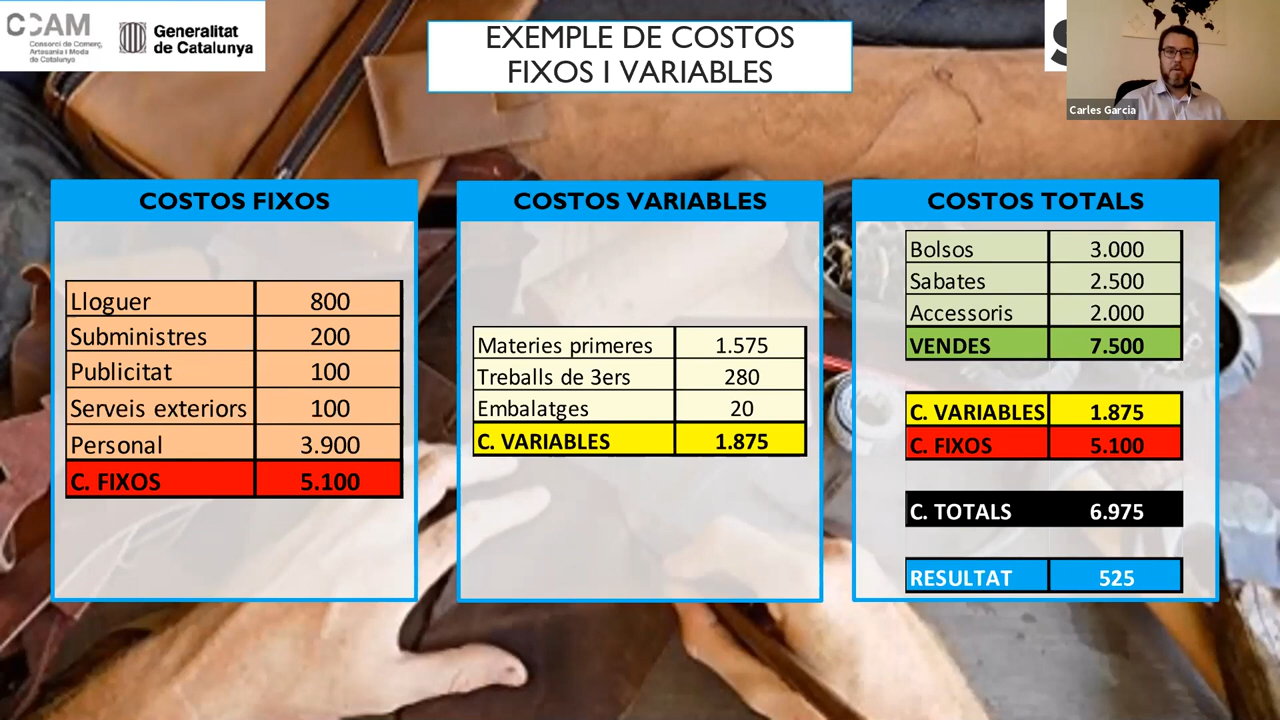 CCAM
Consorci de Comerç,
Artesania i Moda
de Catalunya
Generalitat
de Catalunya
EXEMPLE DE COSTOS
FIXOS I VARIABLES
Carles Garcia
COSTOS FIXOS
Lloguer 800
Subministres 200
Publicitat 100
Serveis exteriors 100
Personal 3.900
C. FIXOS 5.100
COSTOS VARIABLES
Materies primeres 1.575
Treballs de 3ers 280
Embalatges 20
C. VARIABLES 1.875
COSTOS TOTALS
Bolsos 3.000
Sabates 2.500
Accessoris 2.000
VENDES 7.500
C. VARIABLES 1.875
C. FIXOS 5.100
C. TOTALS 6.975
RESULTAT 525